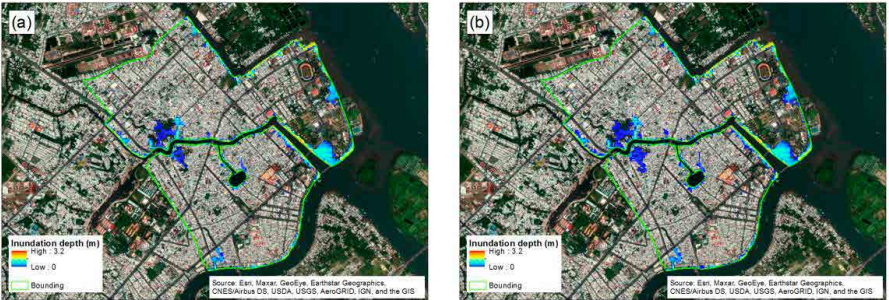 (a)
Inundation depth (m)
High : 3.2
Low : 0
Bounding
Source: Esri, Maxar, GeoEye, Earthstar Geographics,
CNES/Airbus DS, USDA, USGS, AeroGRID, IGN, and the GIS
(b)
Inundation depth (m)
High : 3.2
Low : 0
Bounding
Source: Esri, Maxar, GeoEye, Earthstar Geographics,
CNES/Airbus DS, USDA, USGS, AeroGRID, IGN, and the GIS